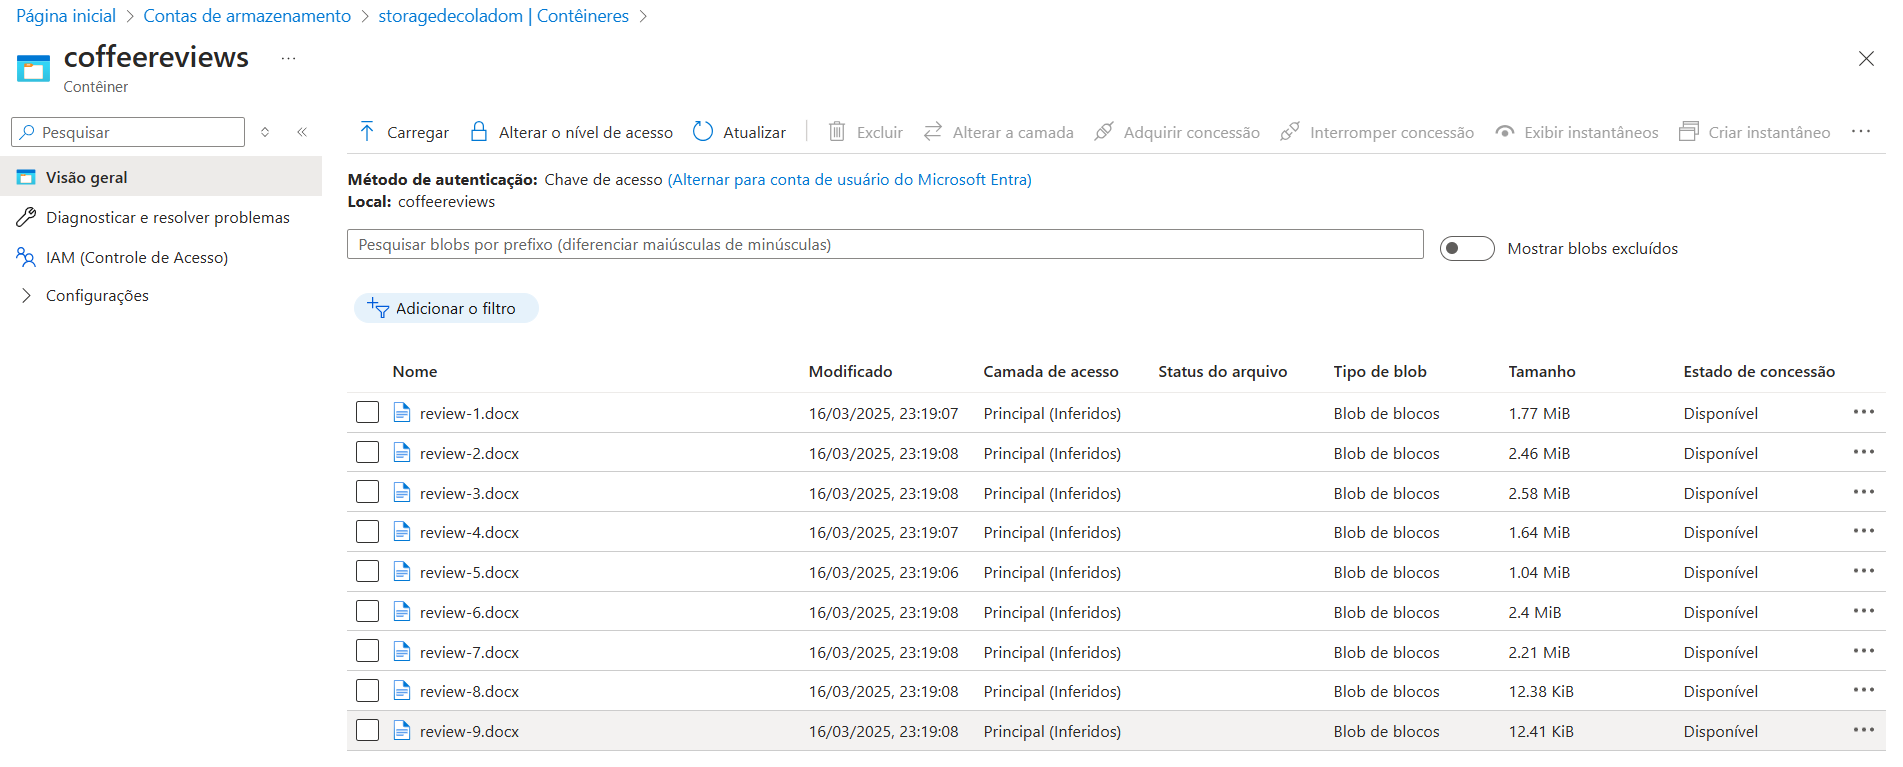 Página inicial > Contas de armazenamento > storagedecoladom | Contêineres >
coffeereviews ...
Contêiner
Pesquisar
Carregar Alterar o nível de acesso Atualizar Excluir Alterar a camada Adquirir concessão Interromper concessão Exibir instantâneos Criar instantâneo ...
Visão geral
Diagnosticar e resolver problemas
IAM (Controle de Acesso)
Configurações
Método de autenticação: Chave de acesso (Alternar para conta de usuário do Microsoft Entra)
Local: coffeereviews
Pesquisar blobs por prefixo (diferenciar maiúsculas de minúsculas)
Mostrar blobs excluídos
Adicionar o filtro
Nome Modificado Camada de acesso Status do arquivo Tipo de blob Tamanho Estado de concessão
review-1.docx 16/03/2025, 23:19:07 Principal (Inferidos) Blob de blocos 1.77 MiB Disponível ...
review-2.docx 16/03/2025, 23:19:08 Principal (Inferidos) Blob de blocos 2.46 MiB Disponível ...
review-3.docx 16/03/2025, 23:19:08 Principal (Inferidos) Blob de blocos 2.58 MiB Disponível ...
review-4.docx 16/03/2025, 23:19:07 Principal (Inferidos) Blob de blocos 1.64 MiB Disponível ...
review-5.docx 16/03/2025, 23:19:06 Principal (Inferidos) Blob de blocos 1.04 MiB Disponível ...
review-6.docx 16/03/2025, 23:19:08 Principal (Inferidos) Blob de blocos 2.4 MiB Disponível ...
review-7.docx 16/03/2025, 23:19:08 Principal (Inferidos) Blob de blocos 2.21 MiB Disponível ...
review-8.docx 16/03/2025, 23:19:08 Principal (Inferidos) Blob de blocos 12.38 KiB Disponível ...
review-9.docx 16/03/2025, 23:19:08 Principal (Inferidos) Blob de blocos 12.41 KiB Disponível ...